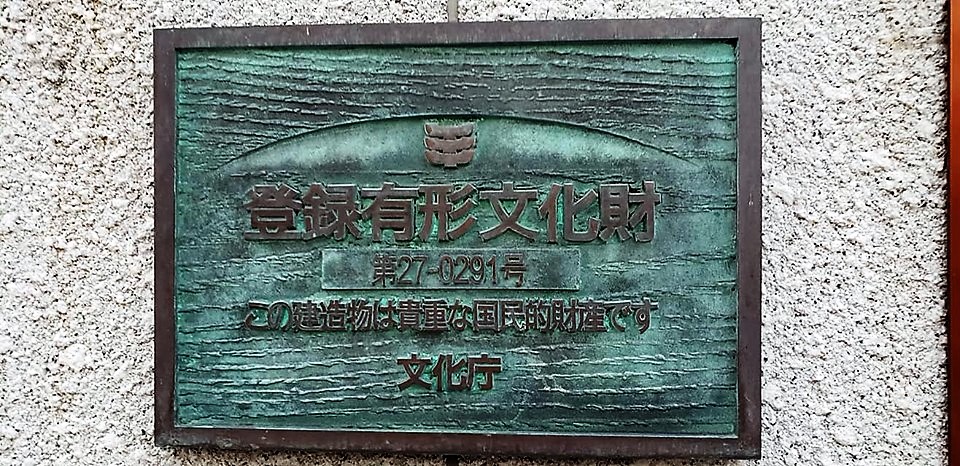 登録有形文化財
第27-0291号
この建造物は貴重な国民的財産です
文化庁